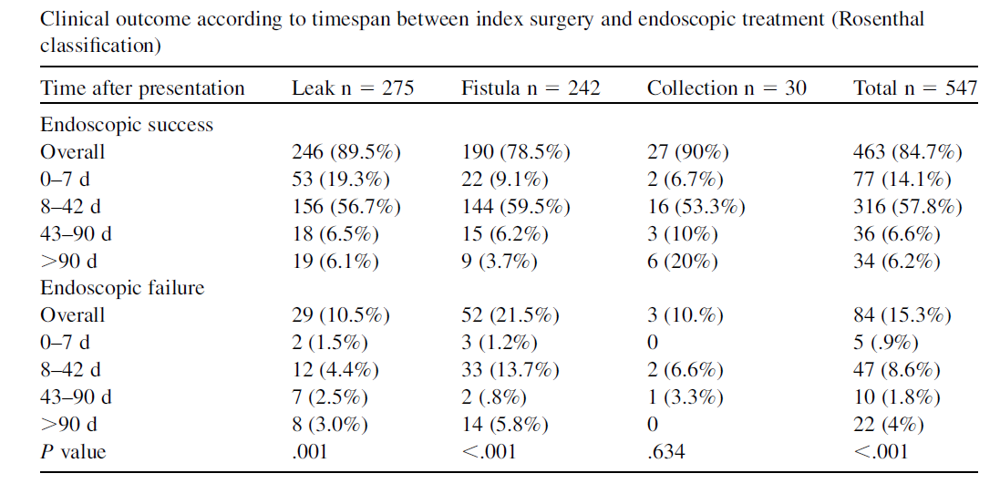 Clinical outcome according to timespan between index surgery and endoscopic treatment (Rosenthal
classification)
Time after presentation Leak n = 275 Fistula n = 242 Collection n = 30 Total n = 547
Endoscopic success
Overall 246 (89.5%) 190 (78.5%) 27 (90%) 463 (84.7%)
0–7 d 53 (19.3%) 22 (9.1%) 2 (6.7%) 77 (14.1%)
8–42 d 156 (56.7%) 144 (59.5%) 16 (53.3%) 316 (57.8%)
43–90 d 18 (6.5%) 15 (6.2%) 3 (10%) 36 (6.6%)
>90 d 19 (6.1%) 9 (3.7%) 6 (20%) 34 (6.2%)
Endoscopic failure
Overall 29 (10.5%) 52 (21.5%) 3 (10.%) 84 (15.3%)
0–7 d 2 (1.5%) 3 (1.2%) 0 5 (.9%)
8–42 d 12 (4.4%) 33 (13.7%) 2 (6.6%) 47 (8.6%)
43–90 d 7 (2.5%) 2 (.8%) 1 (3.3%) 10 (1.8%)
>90 d 8 (3.0%) 14 (5.8%) 0 22 (4%)
P value .001 <.001 .634 <.001